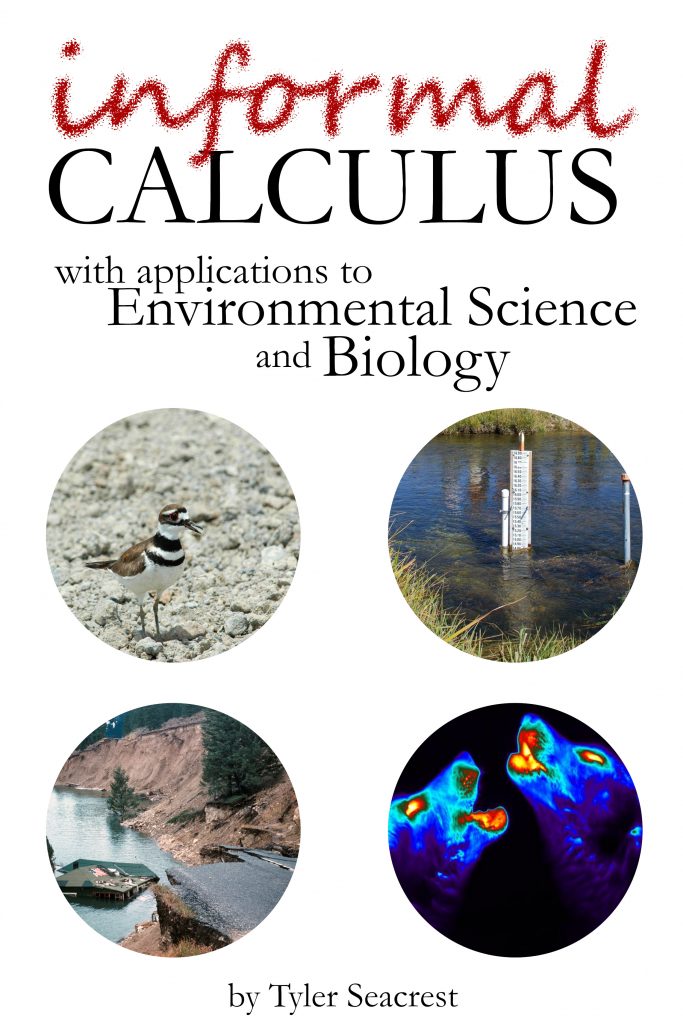 informal
CALCULUS
with applications to
Environmental Science
and Biology
by Tyler Seacrest